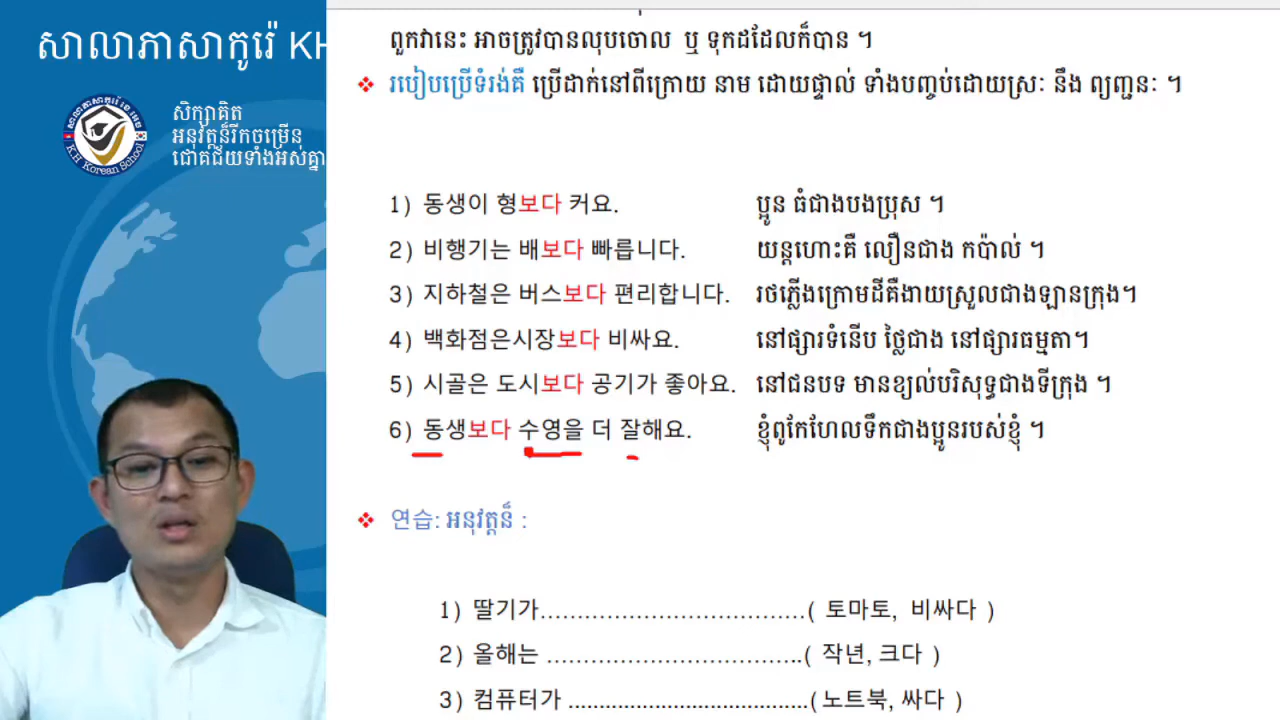 សាលាភាសាកូរ៉េ KH
សិក្សាគិត
អនុវត្តន៏រីកចម្រើន
ជោគជ័យទាំងអស់គ្នា
K.H Korean School
ពួកវានេះ អាចត្រូវបានលុបចោល ឬ ទុកដដែលក៏បាន ។
❖ របៀបប្រើទំរង់គឺ ប្រើដាក់នៅពីក្រោយ នាម ដោយផ្ទាល់ ទាំងបញ្ចប់ដោយស្រៈ នឹង ព្យញ្ជនៈ ។
1) 동생이 형보다 커요. ប្អូន ធំជាងបងប្រុស ។
2) 비행기는 배보다 빠릅니다. យន្តហោះគឺ លឿនជាង កប៉ាល់ ។
3) 지하철은 버스보다 편리합니다. រថភ្លើងក្រោមដីគឺងាយស្រួលជាងឡានក្រុង។
4) 백화점은시장보다 비싸요. នៅផ្សារទំនើប ថ្លៃជាង នៅផ្សារធម្មតា។
5) 시골은 도시보다 공기가 좋아요. នៅជនបទ មានខ្យល់បរិសុទ្ធជាងទីក្រុង ។
6) 동생보다 수영을 더 잘해요. ខ្ញុំពូកែហែលទឹកជាងប្អូនរបស់ខ្ញុំ ។
❖ 연습: អនុវត្តន៏ :
1) 딸기가.....................................( 토마토, 비싸다 )
2) 올해는 ...................................( 작년, 크다 )
3) 컴퓨터가 .......................................(노트북, 싸다 )